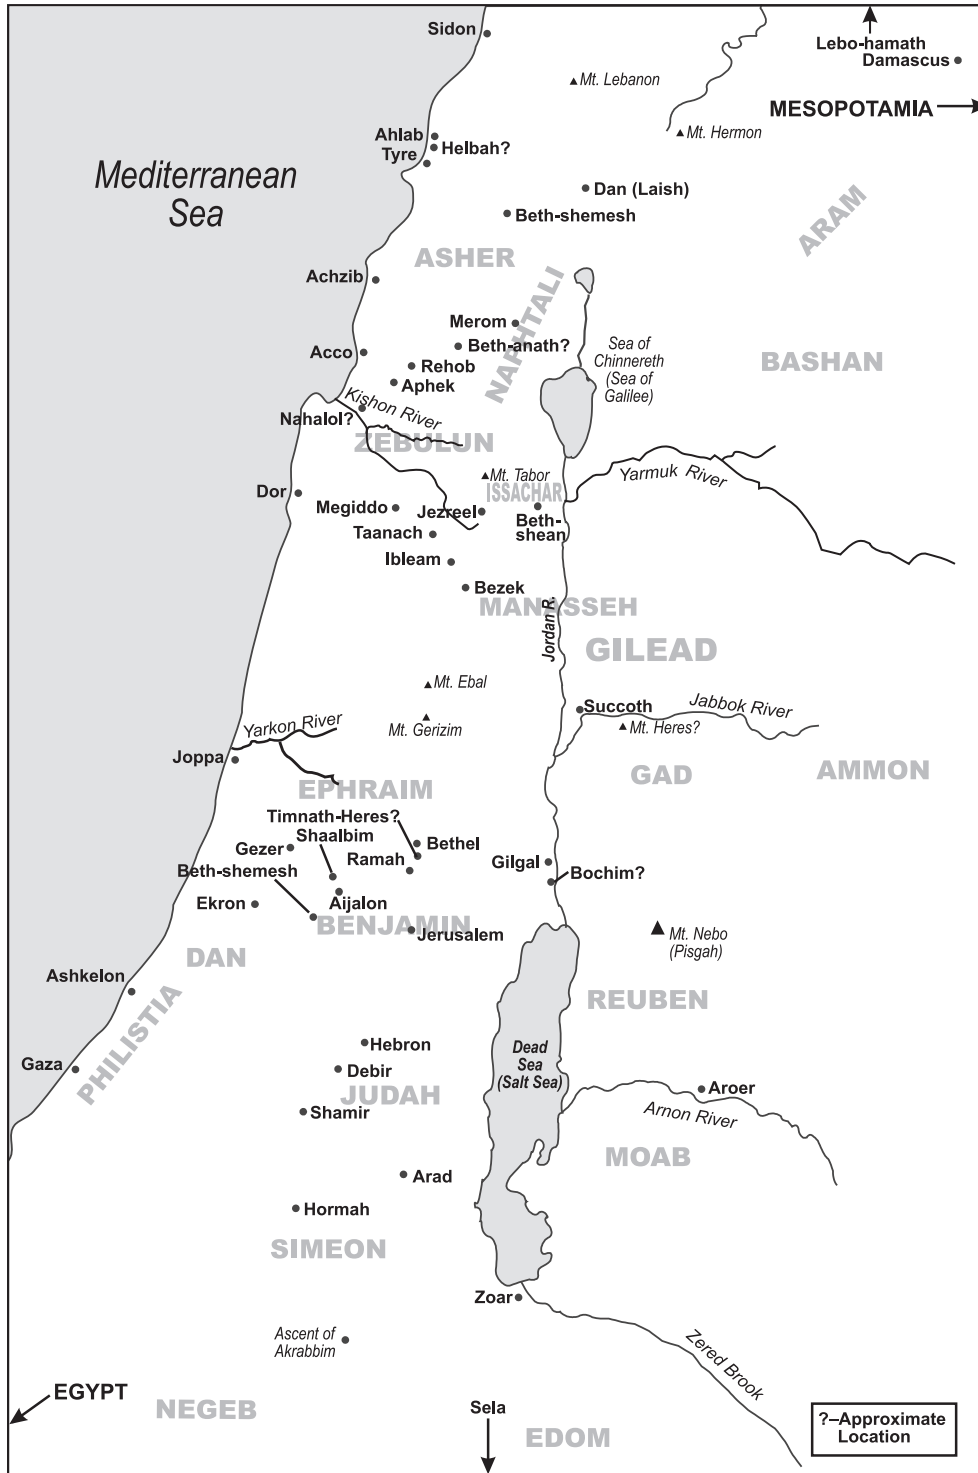 Sidon
Lebo-hamath
Damascus
Mt. Lebanon
MESOPOTAMIA
Mt. Hermon
Ahlab
Helbah?
Tyre
Mediterranean
Sea
Dan (Laish)
Beth-shemesh
ARAM
ASHER
Achzib
NAPHTALI
Merom
Beth-anath?
Sea of
Chinnereth
(Sea of
Galilee)
Acco
BASHAN
Rehob
Aphek
Kishon River
Nahalol?
ZEBULUN
Mt. Tabor
Yarmuk River
ISSACHAR
Dor
Megiddo
Jezreel
Beth-
shean
Taanach
Ibleam
Bezek
MANASSEH
Jordan R.
GILEAD
Mt. Ebal
Mt. Gerizim
Succoth
Jabbok River
Mt. Heres?
Yarkon River
Joppa
GAD
AMMON
EPHRAIM
Timnath-Heres?
Shaalbim
Bethel
Gezer
Ramah
Gilgal
Beth-shemesh
Bochim?
Ekron
Aijalon
BENJAMIN
Jerusalem
Mt. Nebo
(Pisgah)
DAN
Ashkelon
REUBEN
PHILISTIA
Hebron
Dead
Sea
(Salt Sea)
Gaza
Debir
JUDAH
Aroer
Shamir
Arnon River
MOAB
Arad
Hormah
SIMEON
Zoar
Ascent of
Akrabbim
Zered Brook
EGYPT
NEGEB
Sela
EDOM
?–Approximate
Location